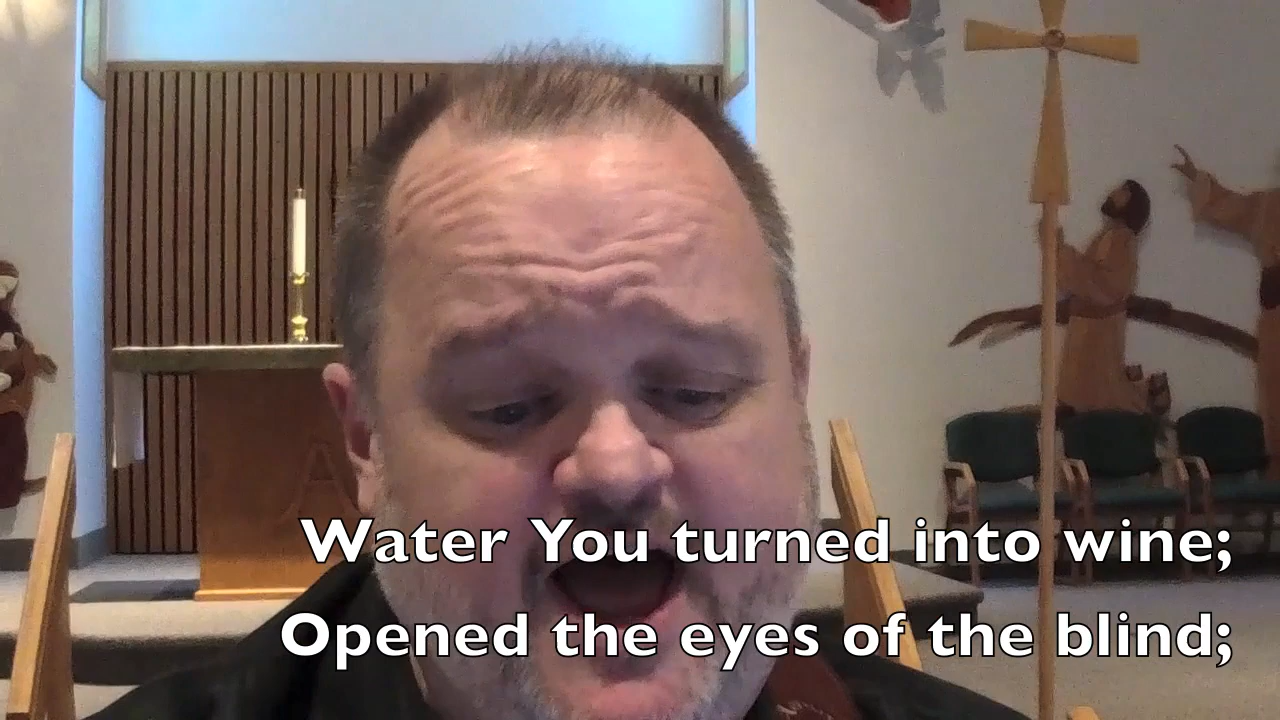 Water You turned into wine;
Opened the eyes of the blind;